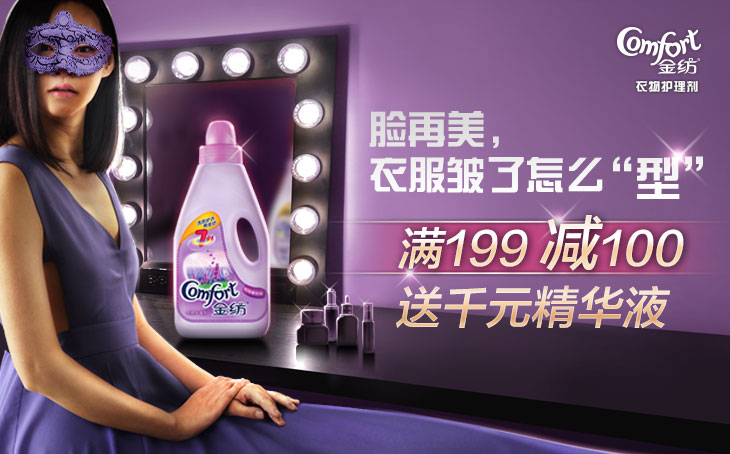 Comfort
金纺
衣物护理剂
脸再美，
衣服皱了怎么“型”
满199 减100
送千元精华液
Comfort
金纺